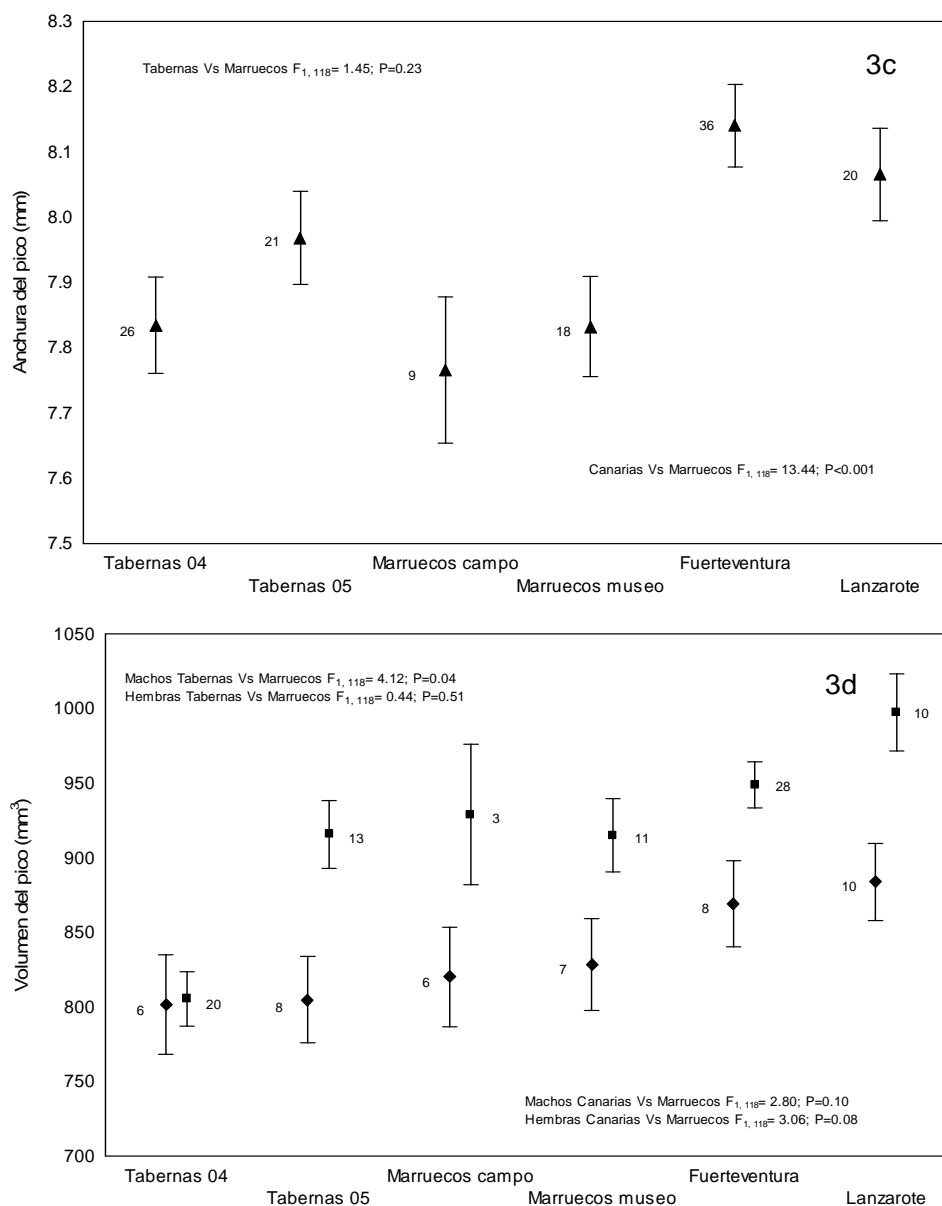 8.3
Tabernas Vs Marruecos F1, 118= 1.45; P=0.23
3c
8.2
36
8.1
20
Anchura del pico (mm)
8.0
21
7.9
26
18
7.8
9
7.7
7.6
Canarias Vs Marruecos F1, 118= 13.44; P<0.001
7.5
Tabernas 04 Marruecos campo Fuerteventura
Tabernas 05 Marruecos museo Lanzarote
1050
Machos Tabernas Vs Marruecos F1, 118= 4.12; P=0.04
Hembras Tabernas Vs Marruecos F1, 118= 0.44; P=0.51
3d
1000
10
950
28
Volumen del pico (mm³)
13
3
11
900
10
8
850
6
7
800
6
20
8
750
Machos Canarias Vs Marruecos F1, 118= 2.80; P=0.10
Hembras Canarias Vs Marruecos F1, 118= 3.06; P=0.08
700
Tabernas 04 Marruecos campo Fuerteventura
Tabernas 05 Marruecos museo Lanzarote